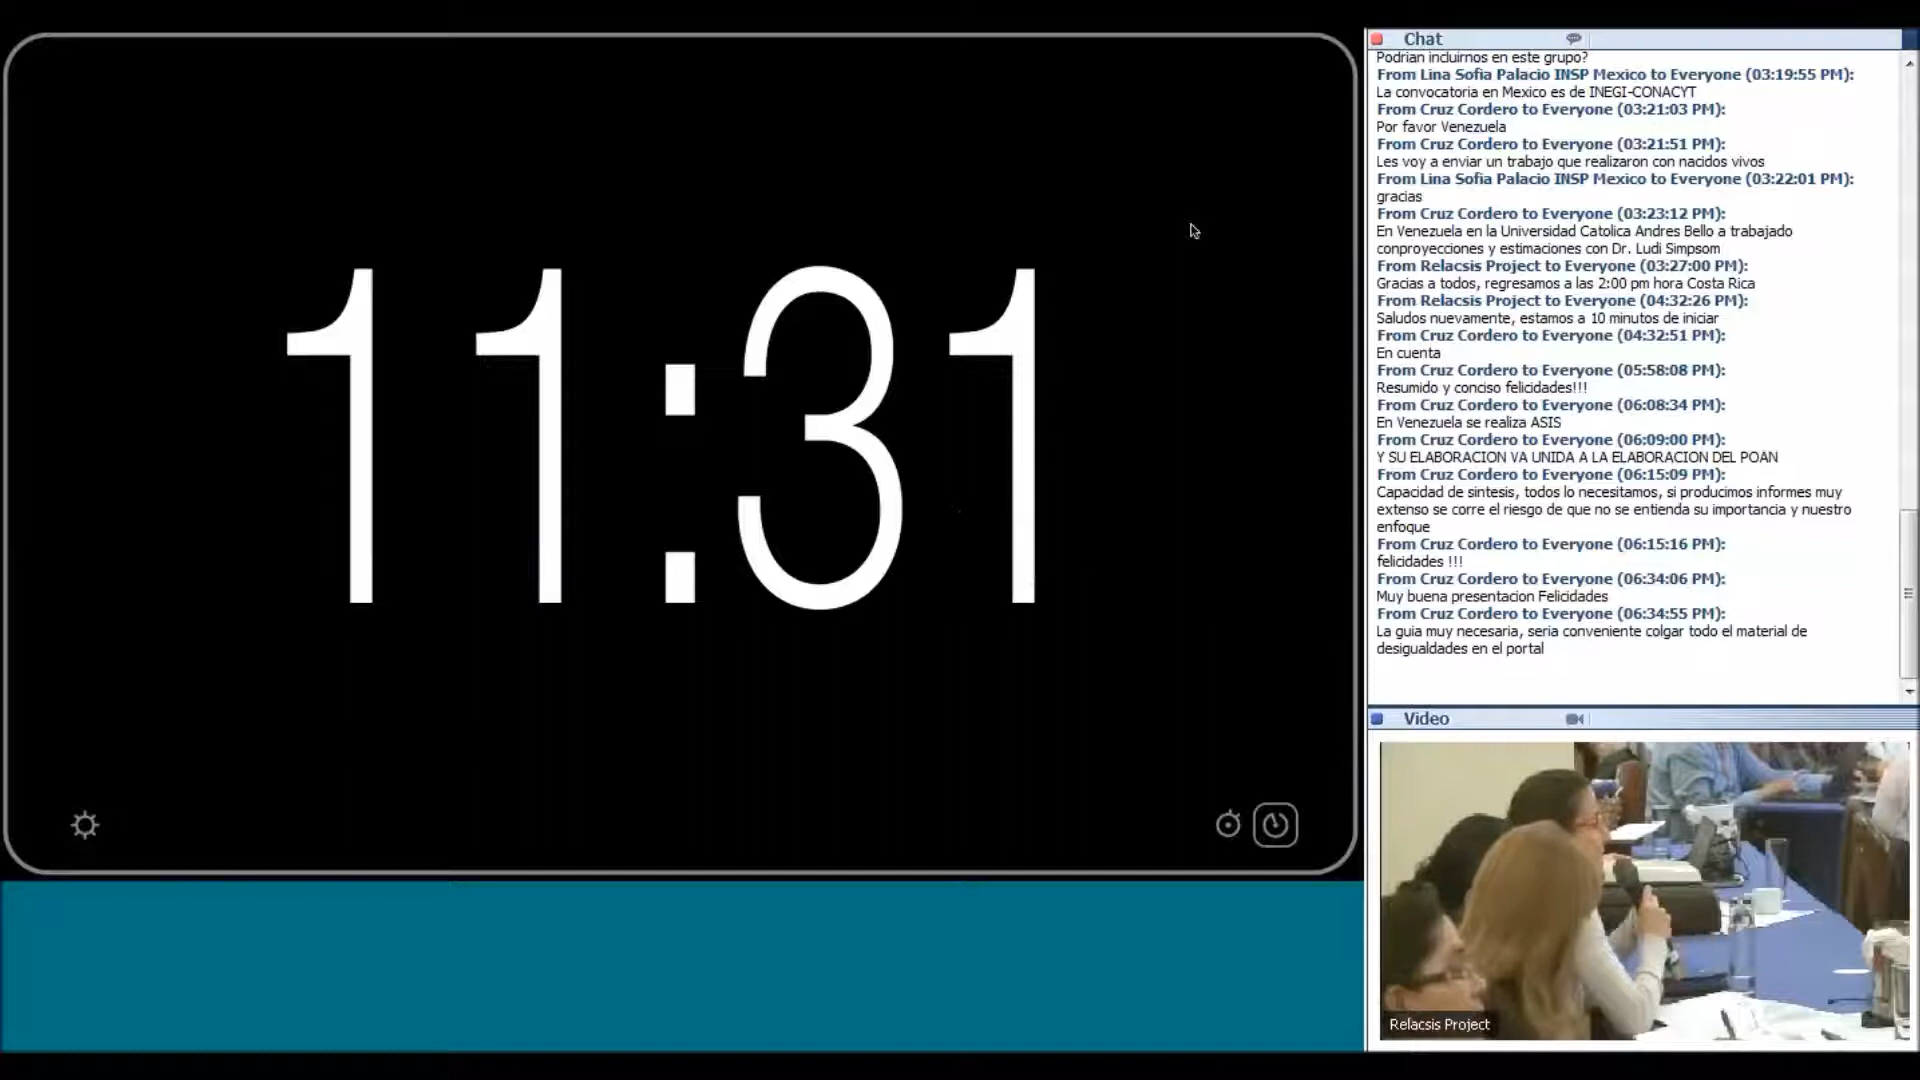 11:31
Chat
Podrian incluirnos en este grupo?
From Lina Sofia Palacio INSP Mexico to Everyone (03:19:55 PM):
La convocatoria en Mexico es de INEGI-CONACYT
From Cruz Cordero to Everyone (03:21:03 PM):
Por favor Venezuela
From Cruz Cordero to Everyone (03:21:51 PM):
Les voy a enviar un trabajo que realizaron con nacidos vivos
From Lina Sofia Palacio INSP Mexico to Everyone (03:22:01 PM):
gracias
From Cruz Cordero to Everyone (03:23:12 PM):
En Venezuela en la Universidad Catolica Andres Bello a trabajado
conproyecciones y estimaciones con Dr. Ludi Simpsom
From Relacsis Project to Everyone (03:27:00 PM):
Gracias a todos, regresamos a las 2:00 pm hora Costa Rica
From Relacsis Project to Everyone (04:32:26 PM):
Saludos nuevamente, estamos a 10 minutos de iniciar
From Cruz Cordero to Everyone (04:32:51 PM):
En cuenta
From Cruz Cordero to Everyone (05:58:08 PM):
Resumido y conciso felicidades!!!
From Cruz Cordero to Everyone (06:08:34 PM):
En Venezuela se realiza ASIS
From Cruz Cordero to Everyone (06:09:00 PM):
Y SU ELABORACION VA UNIDA A LA ELABORACION DEL POAN
From Cruz Cordero to Everyone (06:15:09 PM):
Capacidad de sintesis, todos lo necesitamos, si producimos informes muy
extenso se corre el riesgo de que no se entienda su importancia y nuestro
enfoque
From Cruz Cordero to Everyone (06:15:16 PM):
felicidades !!!
From Cruz Cordero to Everyone (06:34:06 PM):
Muy buena presentacion Felicidades
From Cruz Cordero to Everyone (06:34:55 PM):
La guia muy necesaria, seria conveniente colgar todo el material de
desigualdades en el portal
Video
Relacsis Project